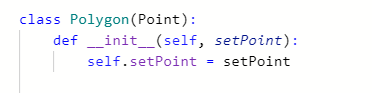 class Polygon(Point):
    def __init__(self, setPoint):
        self.setPoint = setPoint